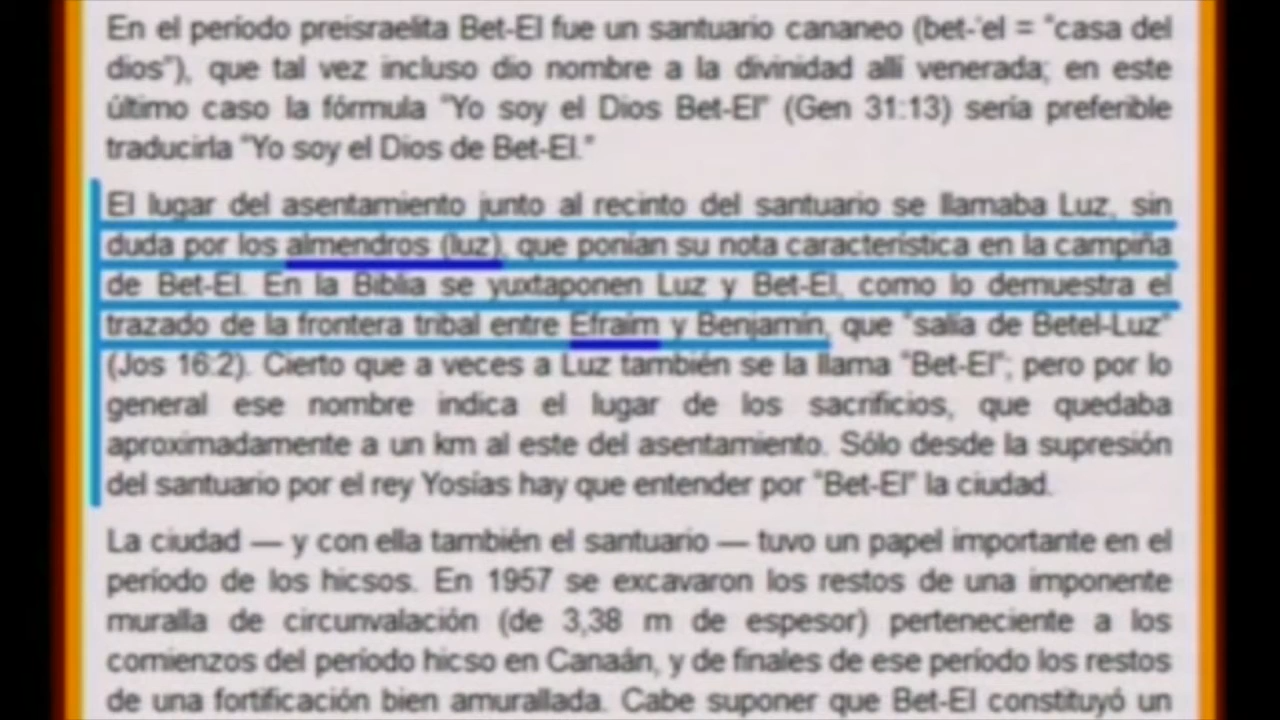 En el período preisraelita Bet-El fue un santuario cananeo (bet-'el = "casa del
dios"), que tal vez incluso dio nombre a la divinidad allí venerada; en este
último caso la fórmula "Yo soy el Dios Bet-El" (Gen 31:13) sería preferible
traducirla "Yo soy el Dios de Bet-El."
El lugar del asentamiento junto al recinto del santuario se llamaba Luz, sin
duda por los almendros (luz), que ponían su nota característica en la campiña
de Bet-El. En la Biblia se yuxtaponen Luz y Bet-El, como lo demuestra el
trazado de la frontera tribal entre Efraím y Benjamín, que "salía de Betel-Luz"
(Jos 16:2). Cierto que a veces a Luz también se la llama "Bet-El"; pero por lo
general ese nombre indica el lugar de los sacrificios, que quedaba
aproximadamente a un km al este del asentamiento. Sólo desde la supresión
del santuario por el rey Yosías hay que entender por "Bet-El" la ciudad.
La ciudad — y con ella también el santuario — tuvo un papel importante en el
período de los hicsos. En 1957 se excavaron los restos de una imponente
muralla de circunvalación (de 3,38 m de espesor) perteneciente a los
comienzos del período hicso en Canaán, y de finales de ese período los restos
de una fortificación bien amurallada. Cabe suponer que Bet-El constituyó un